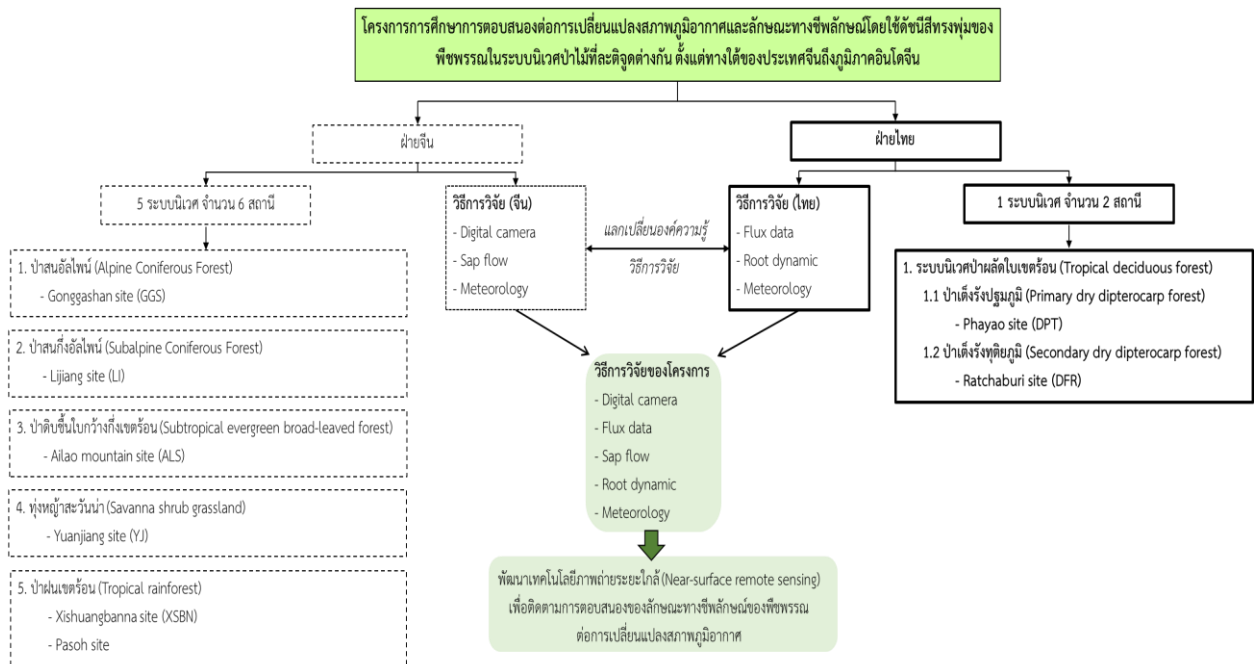 โครงการการศึกษาการตอบสนองต่อการเปลี่ยนแปลงสภาพภูมิอากาศและลักษณะทางชีพลักษณ์โดยใช้ดัชนีสีทรงพุ่มของ
พืชพรรณในระบบนิเวศป่าไม้ที่ละติจูดต่างกัน ตั้งแต่ทางใต้ของประเทศจีนถึงภูมิภาคอินโดจีน
ฝ่ายจีน
ฝ่ายไทย
5 ระบบนิเวศ จำนวน 6 สถานี
1. ป่าสนอัลไพน์ (Alpine Coniferous Forest)
- Gonggashan site (GGS)
2. ป่าสนกึ่งอัลไพน์ (Subalpine Coniferous Forest)
- Lijiang site (LI)
3. ป่าดิบชื้นใบกว้างกึ่งเขตร้อน (Subtropical evergreen broad-leaved forest)
- Ailao mountain site (ALS)
4. ทุ่งหญ้าสะวันน่า (Savanna shrub grassland)
- Yuanjiang site (YJ)
5. ป่าฝนเขตร้อน (Tropical rainforest)
- Xishuangbanna site (XSBN)
- Pasoh site
วิธีการวิจัย (จีน)
- Digital camera
- Sap flow
- Meteorology
แลกเปลี่ยนองค์ความรู้
วิธีการวิจัย
วิธีการวิจัย (ไทย)
- Flux data
- Root dynamic
- Meteorology
1 ระบบนิเวศ จำนวน 2 สถานี
1. ระบบนิเวศป่าผลัดใบเขตร้อน (Tropical deciduous forest)
1.1 ป่าเต็งรังปฐมภูมิ (Primary dry dipterocarp forest)
- Phayao site (DPT)
1.2 ป่าเต็งรังทุติยภูมิ (Secondary dry dipterocarp forest)
- Ratchaburi site (DFR)
วิธีการวิจัยของโครงการ
- Digital camera
- Flux data
- Sap flow
- Root dynamic
- Meteorology
พัฒนาเทคโนโลยีภาพถ่ายระยะใกล้ (Near-surface remote sensing)
เพื่อติดตามการตอบสนองของลักษณะทางชีพลักษณ์ของพืชพรรณ
ต่อการเปลี่ยนแปลงสภาพภูมิอากาศ